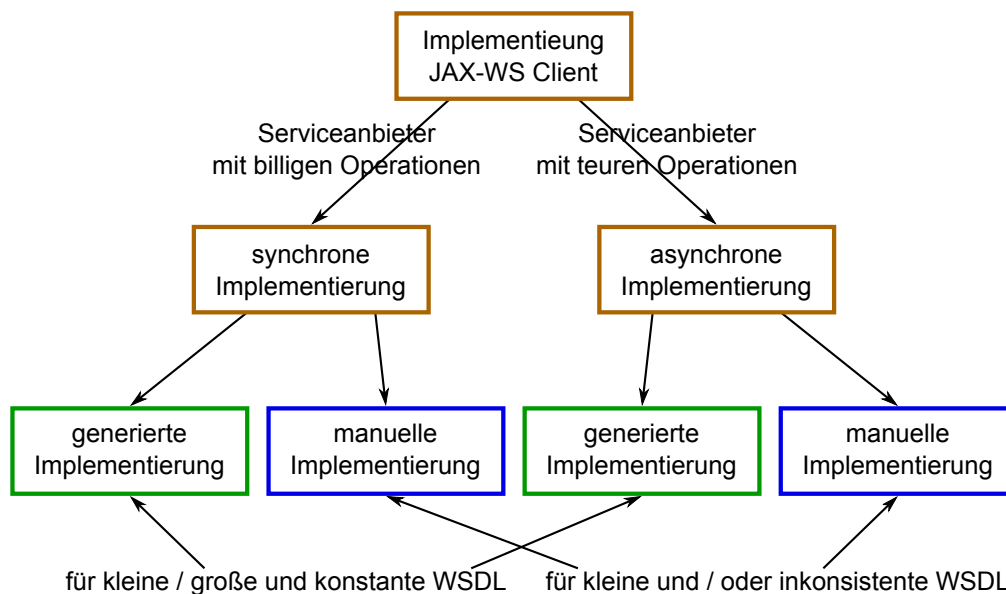 Implementieung
JAX-WS Client
Serviceanbieter
mit billigen Operationen
Serviceanbieter
mit teuren Operationen
synchrone
Implementierung
asynchrone
Implementierung
generierte
Implementierung
manuelle
Implementierung
generierte
Implementierung
manuelle
Implementierung
für kleine / große und konstante WSDL
für kleine und / oder inkonsistente WSDL